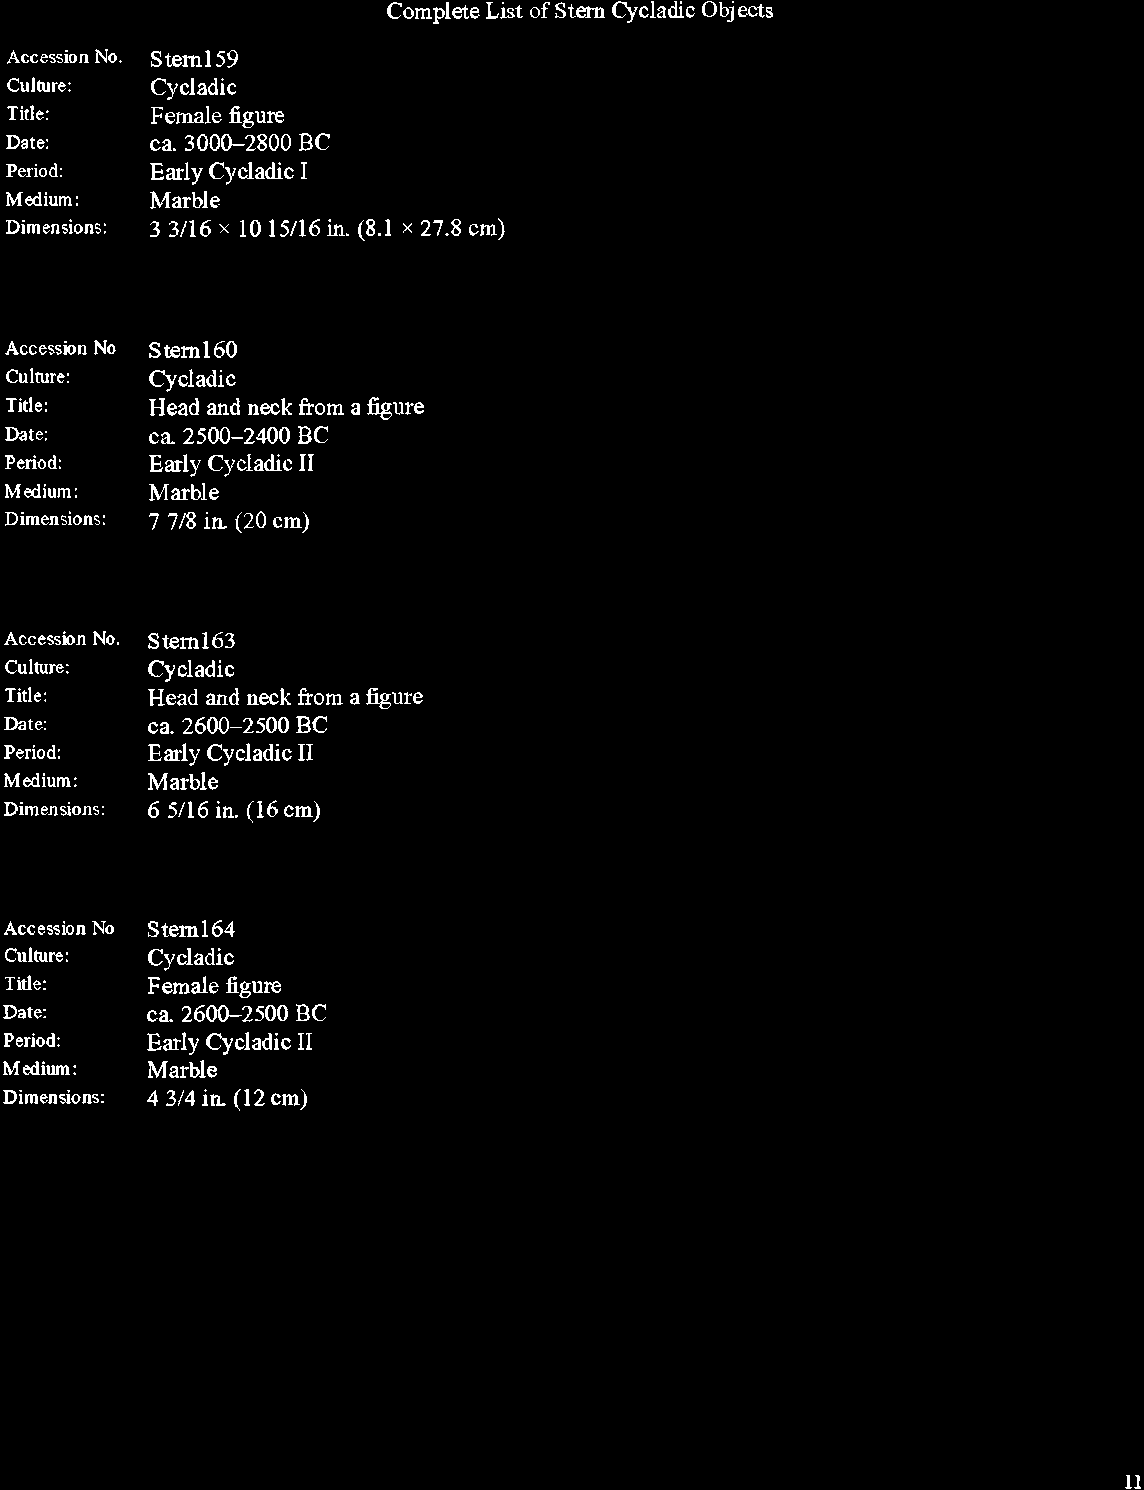 Complete List of Stern Cycladic Objects
Accession No. Stern159
Culture: Cycladic
Title: Female figure
Date: ca. 3000–2800 BC
Period: Early Cycladic I
Medium: Marble
Dimensions: 3 3/16 × 10 15/16 in. (8.1 × 27.8 cm)
Accession No Stern160
Culture: Cycladic
Title: Head and neck from a figure
Date: ca. 2500–2400 BC
Period: Early Cycladic II
Medium: Marble
Dimensions: 7 7/8 in. (20 cm)
Accession No. Stern163
Culture: Cycladic
Title: Head and neck from a figure
Date: ca. 2600–2500 BC
Period: Early Cycladic II
Medium: Marble
Dimensions: 6 5/16 in. (16 cm)
Accession No Stern164
Culture: Cycladic
Title: Female figure
Date: ca. 2600–2500 BC
Period: Early Cycladic II
Medium: Marble
Dimensions: 4 3/4 in. (12 cm)
11